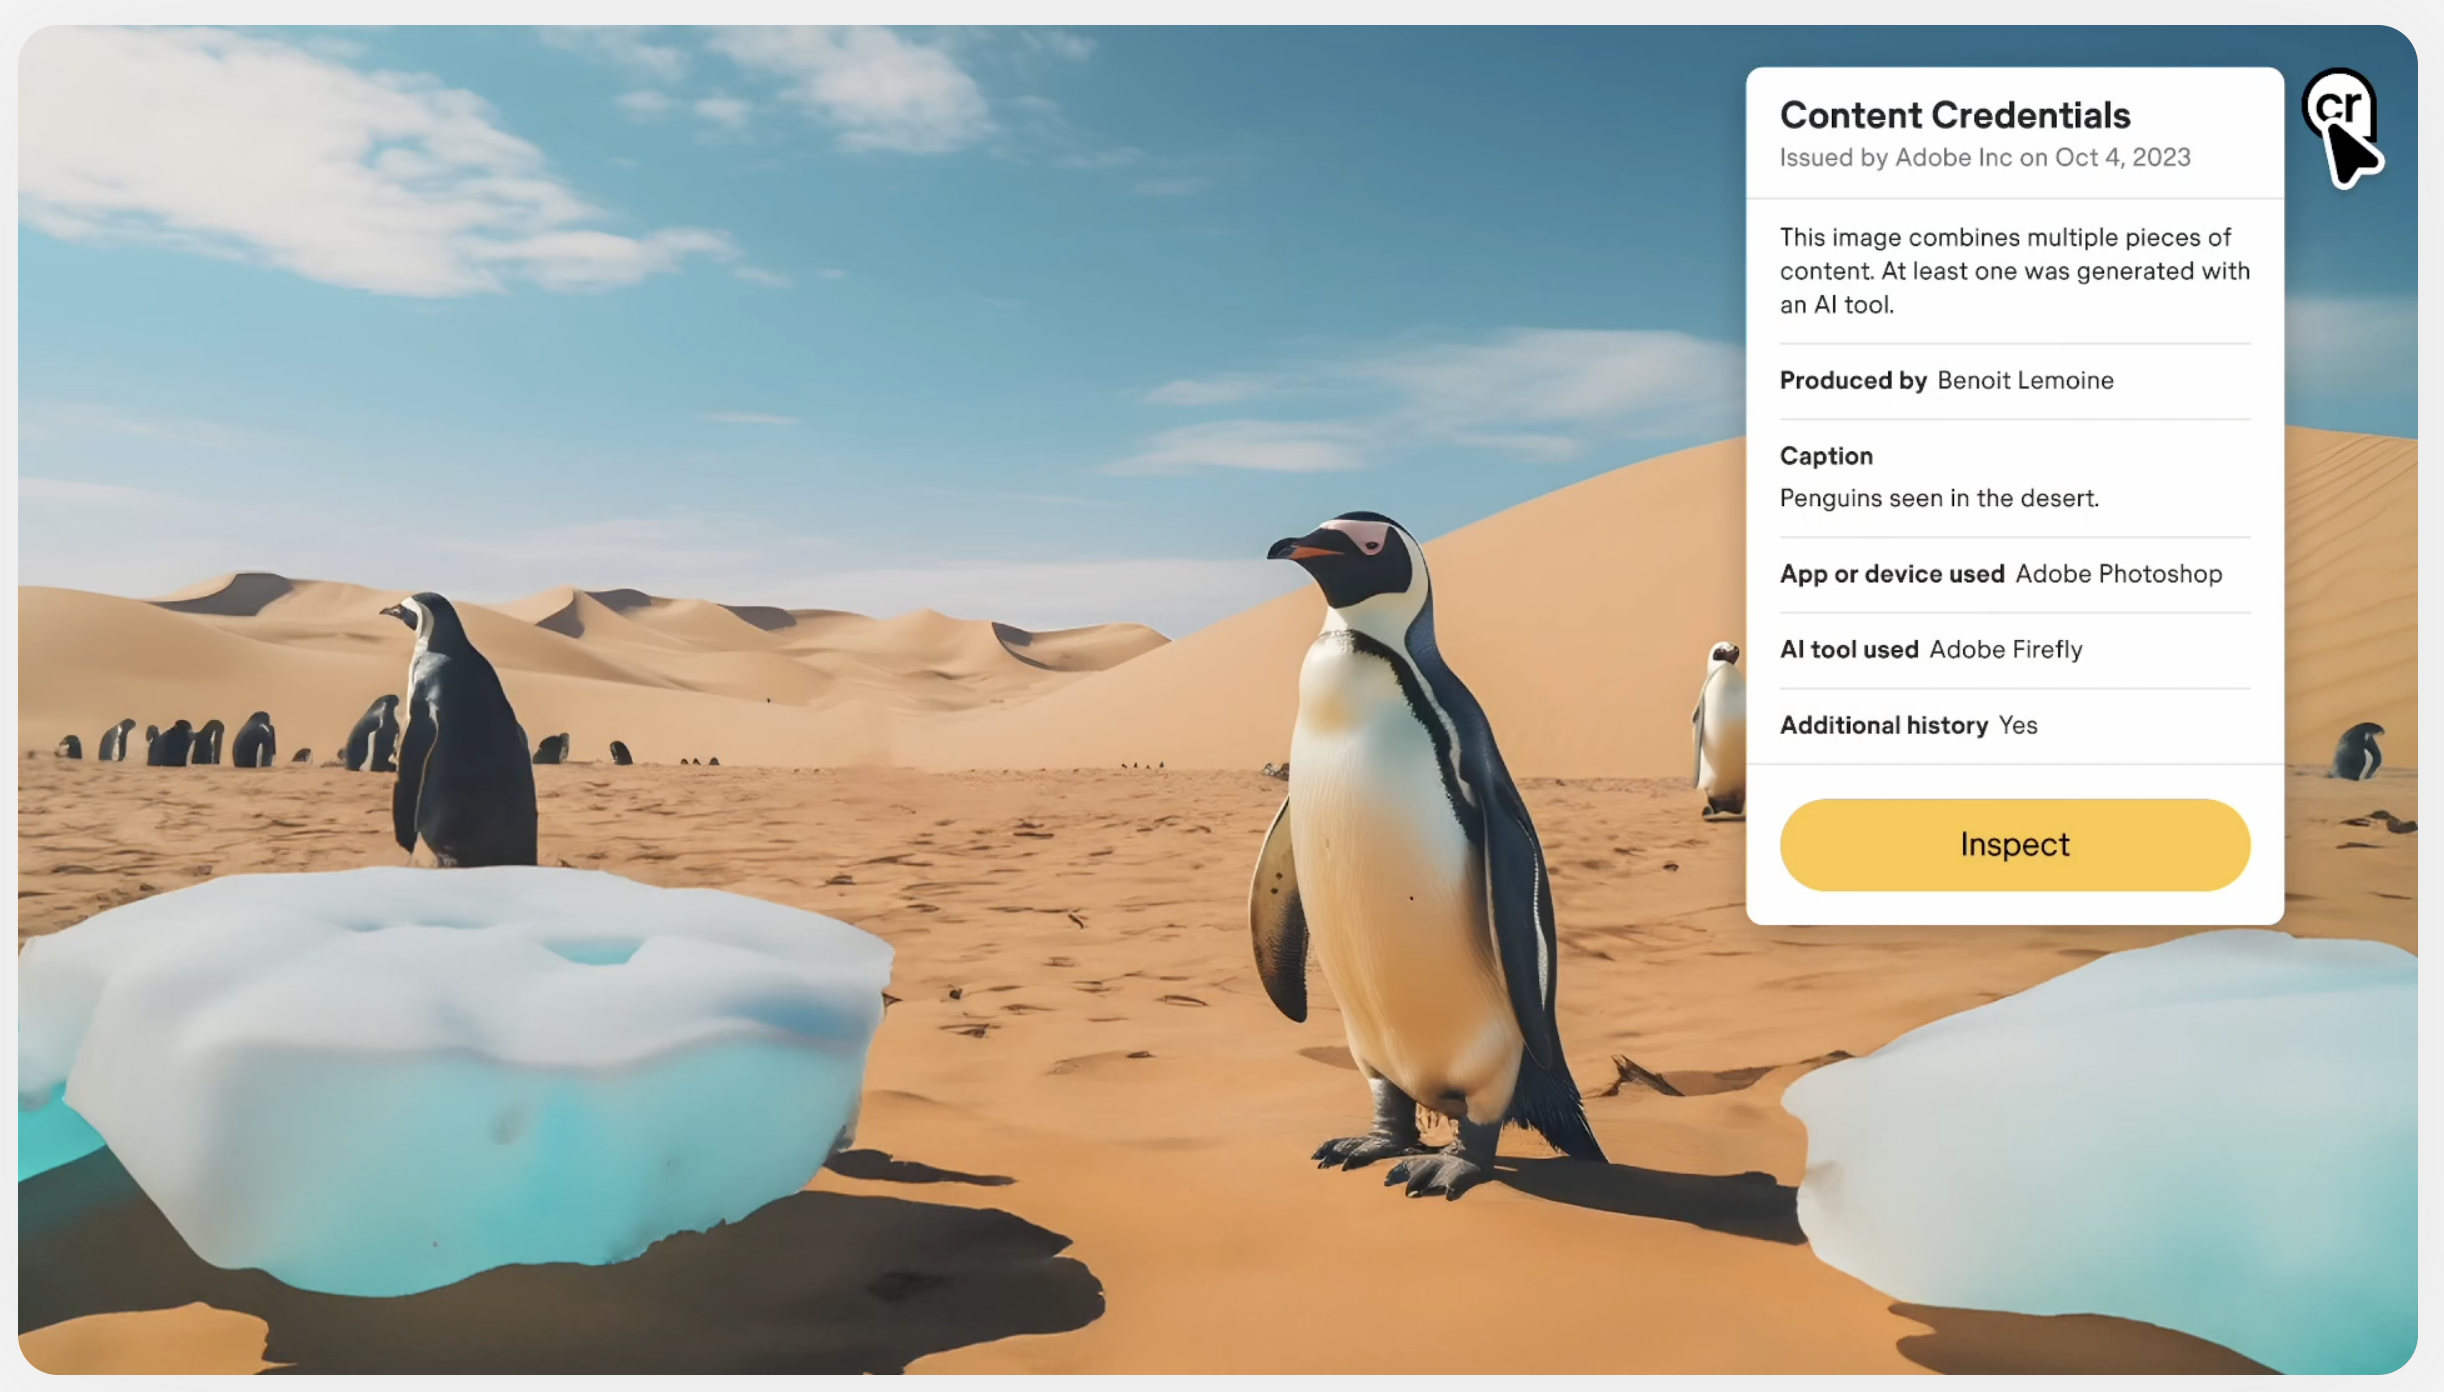 Content Credentials
Issued by Adobe Inc on Oct 4, 2023
cr
This image combines multiple pieces of
content. At least one was generated with
an AI tool.
Produced by Benoit Lemoine
Caption
Penguins seen in the desert.
App or device used Adobe Photoshop
AI tool used Adobe Firefly
Additional history Yes
Inspect